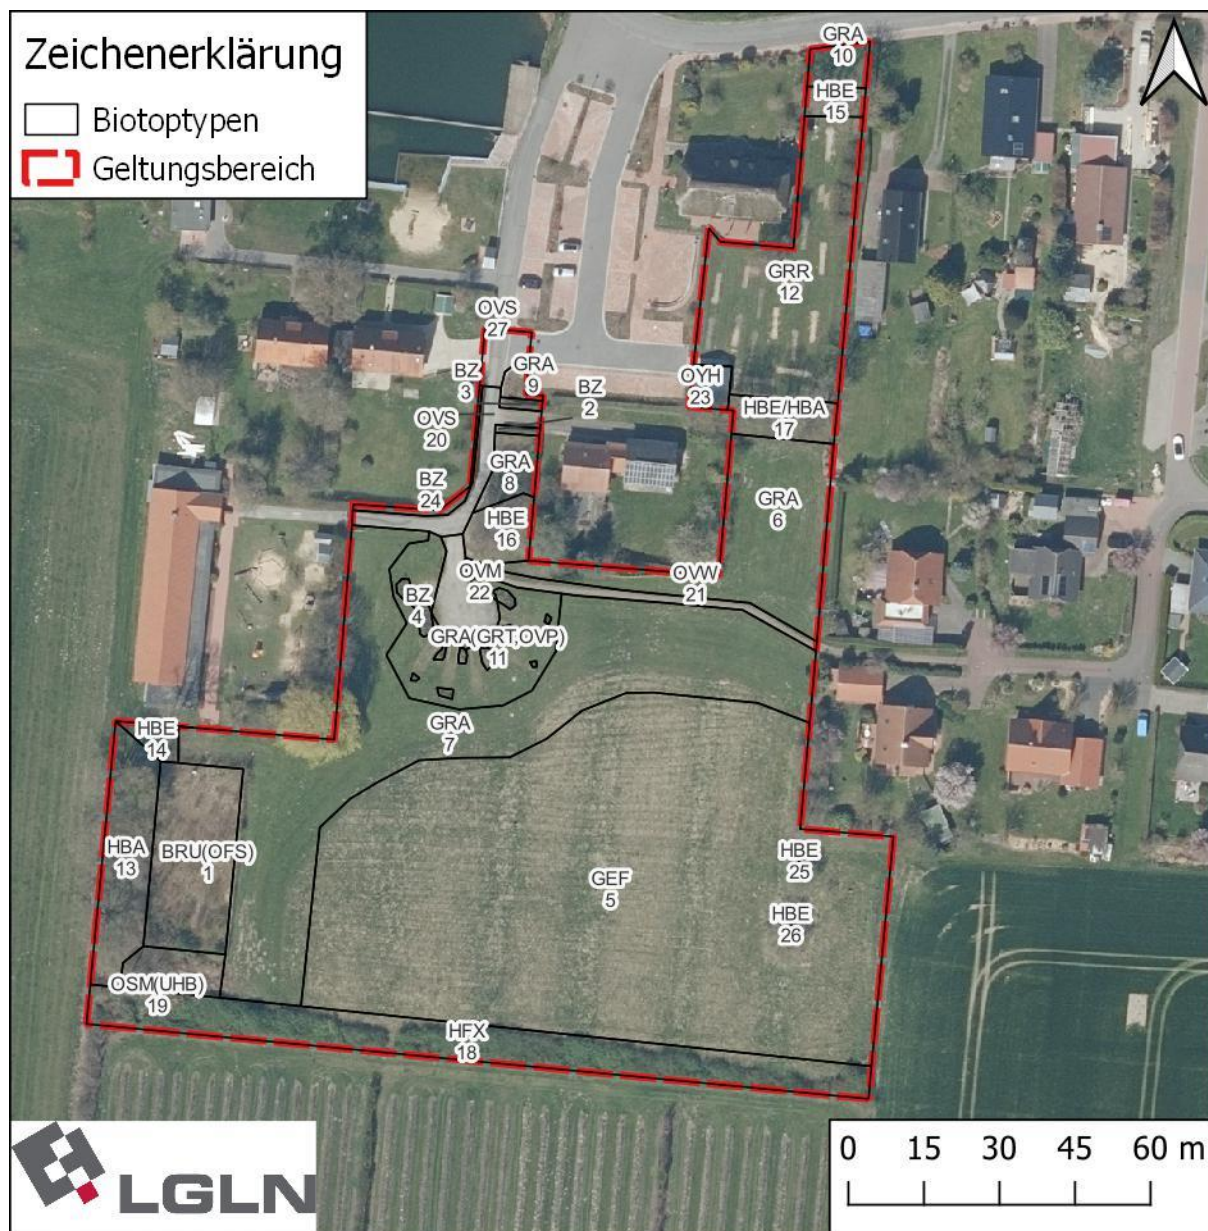 Zeichenerklärung
Biotoptypen
Geltungsbereich
GRA
10
HBE
15
GRR
12
OVS
27
GRA
9
BZ
3
BZ
2
OYH
23
HBE/HBA
17
OVS
20
GRA
8
BZ
24
GRA
6
HBE
16
OVM
22
OVW
21
BZ
4
GRA(GRT,OVP,)
11
GRA
7
HBE
14
HBA
13
BRU(OFS)
1
GEF
5
HBE
25
HBE
26
OSM(UHB)
19
HFX
18
LGLN
0 15 30 45 60 m